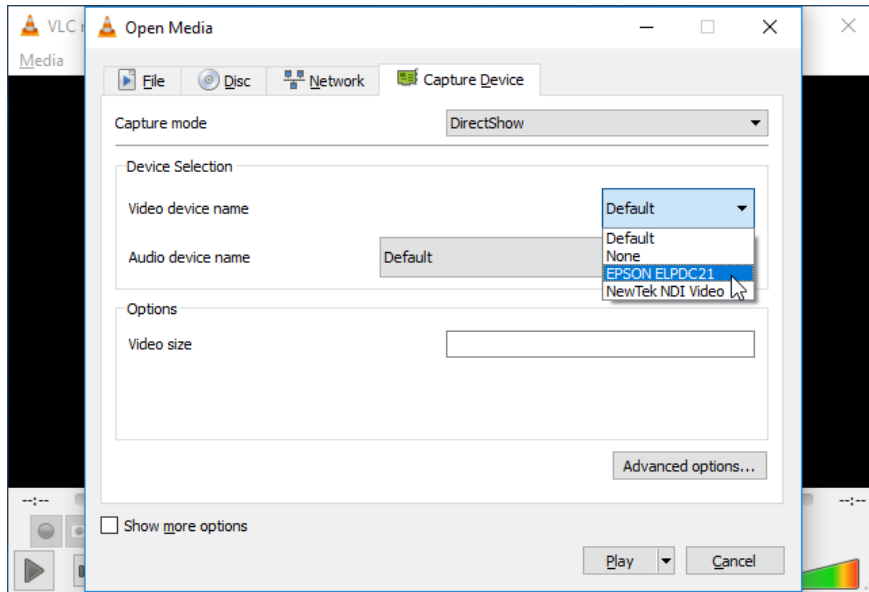 VLC
Open Media
Media
File Disc Network Capture Device
Capture mode DirectShow
Device Selection
Video device name Default
Default
None
EPSON ELPDC21
NewTek NDI Video
Audio device name Default
Options
Video size
Advanced options...
--:-- --:--
Show more options
Play Cancel